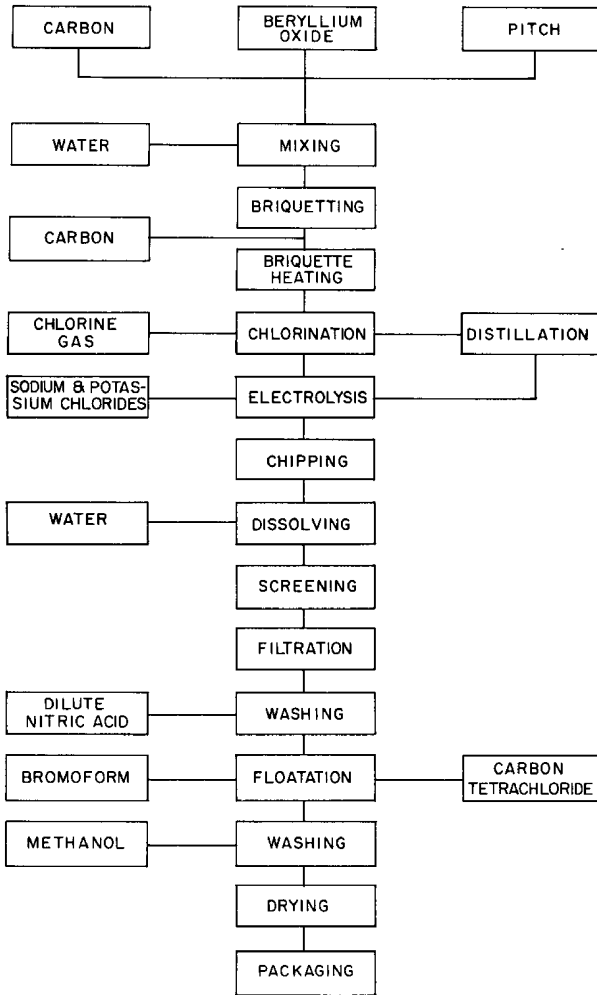 CARBON
BERYLLIUM
OXIDE
PITCH
WATER
MIXING
BRIQUETTING
CARBON
BRIQUETTE
HEATING
CHLORINE
GAS
CHLORINATION
DISTILLATION
SODIUM & POTAS-
SIUM CHLORIDES
ELECTROLYSIS
CHIPPING
WATER
DISSOLVING
SCREENING
FILTRATION
DILUTE
NITRIC ACID
WASHING
BROMOFORM
FLOATATION
CARBON
TETRACHLORIDE
METHANOL
WASHING
DRYING
PACKAGING